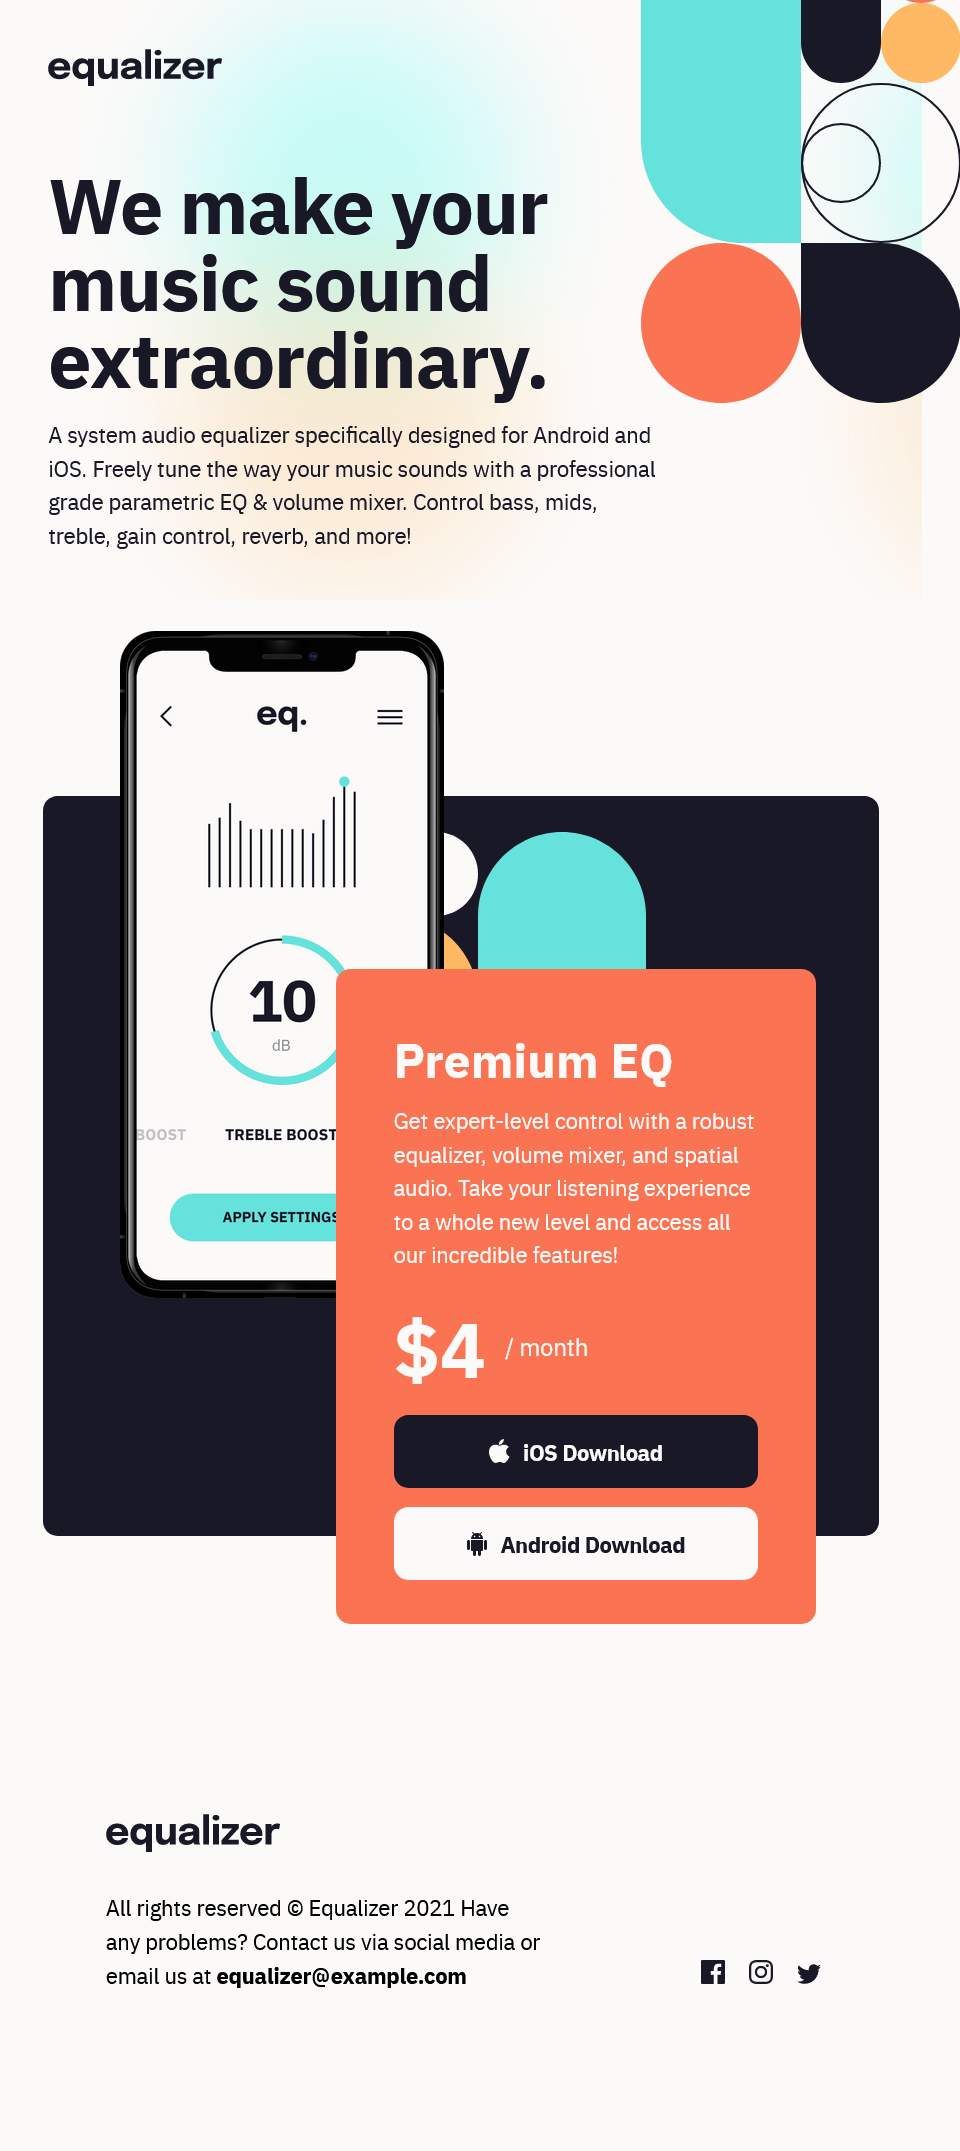 equalizer
We make your
music sound
extraordinary.
A system audio equalizer specifically designed for Android and
iOS. Freely tune the way your music sounds with a professional
grade parametric EQ & volume mixer. Control bass, mids,
treble, gain control, reverb, and more!
eq.
10
dB
BOOST
TREBLE BOOST
APPLY SETTINGS
Premium EQ
Get expert-level control with a robust
equalizer, volume mixer, and spatial
audio. Take your listening experience
to a whole new level and access all
our incredible features!
$4 / month
iOS Download
Android Download
equalizer
All rights reserved © Equalizer 2021 Have
any problems? Contact us via social media or
email us at equalizer@example.com